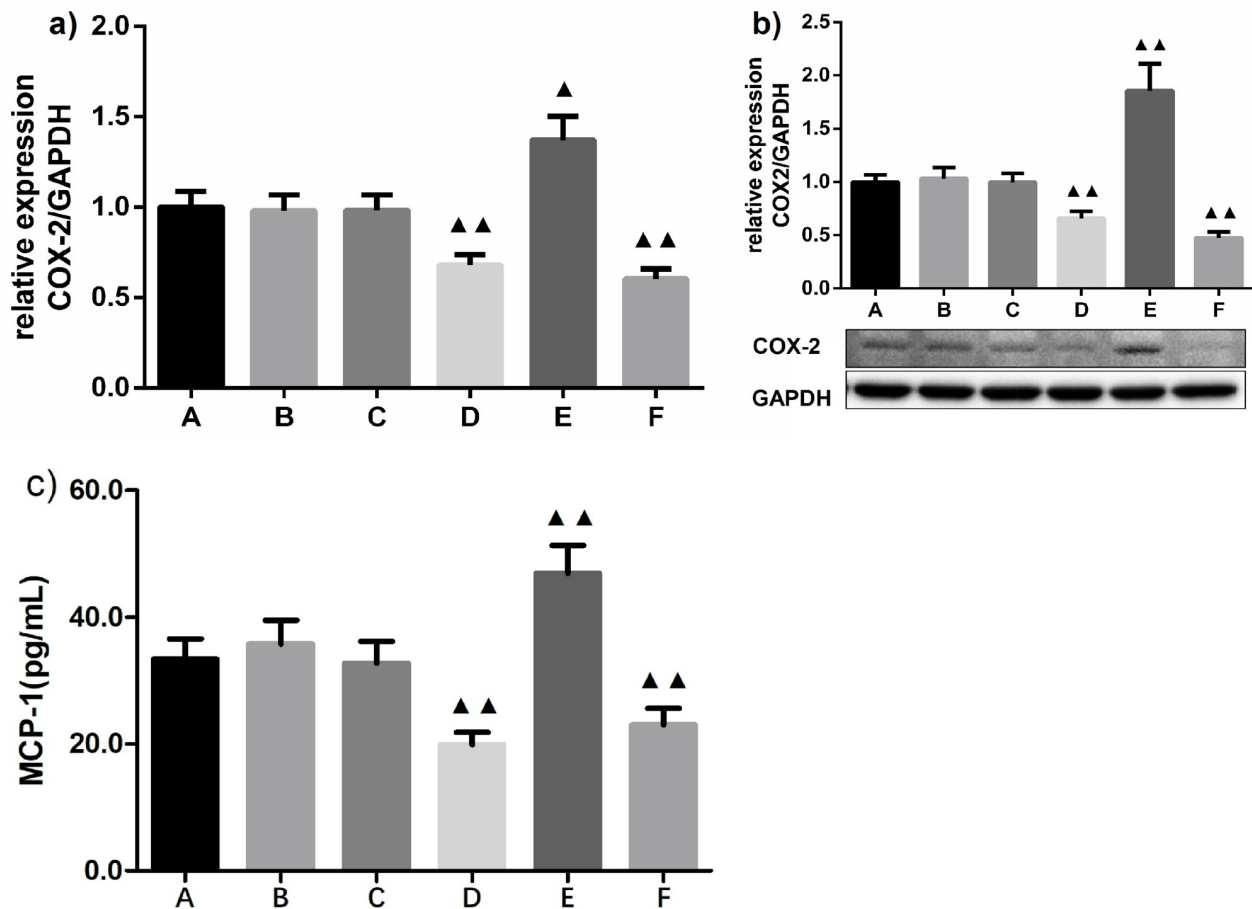 a)
relative expression
COX-2/GAPDH
2.0
1.5
1.0
0.5
0.0
▲
▲ ▲
▲ ▲
A B C D E F
b)
relative expression
COX2/GAPDH
2.5
2.0
1.5
1.0
0.5
0.0
▲ ▲
▲ ▲
▲ ▲
A B C D E F
COX-2
GAPDH
c)
MCP-1(pg/mL)
60.0
40.0
20.0
0.0
▲ ▲
▲ ▲
▲ ▲
A B C D E F